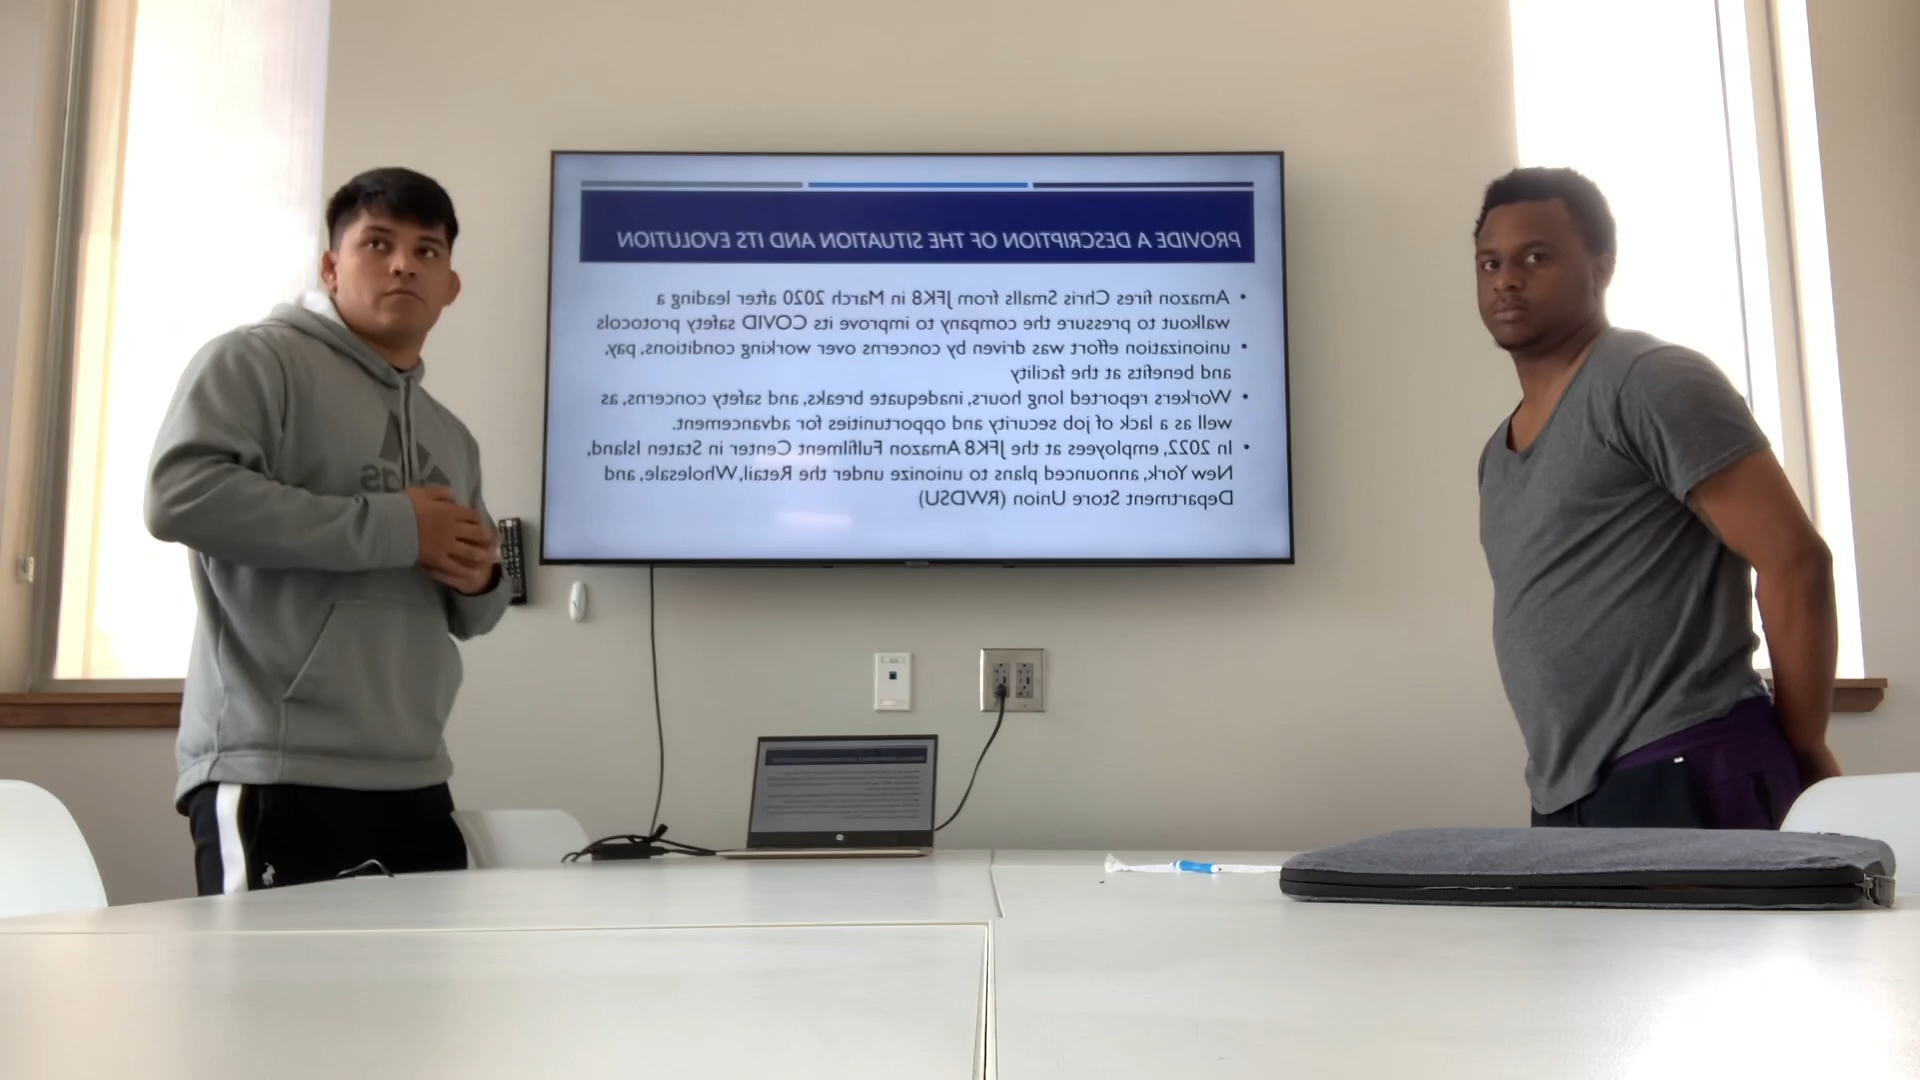 PROVIDE A DESCRIPTION OF THE SITUATION AND ITS EVOLUTION
• Amazon fires Chris Smalls from JFK8 in March 2020 after leading a
walkout to pressure the company to improve its COVID safety protocols
• unionization effort was driven by concerns over working conditions, pay,
and benefits at the facility
• Workers reported long hours, inadequate breaks, and safety concerns, as
well as a lack of job security and opportunities for advancement.
• In 2022, employees at the JFK8 Amazon Fulfilment Center in Staten Island,
New York, announced plans to unionize under the Retail, Wholesale, and
Department Store Union (RWDSU)